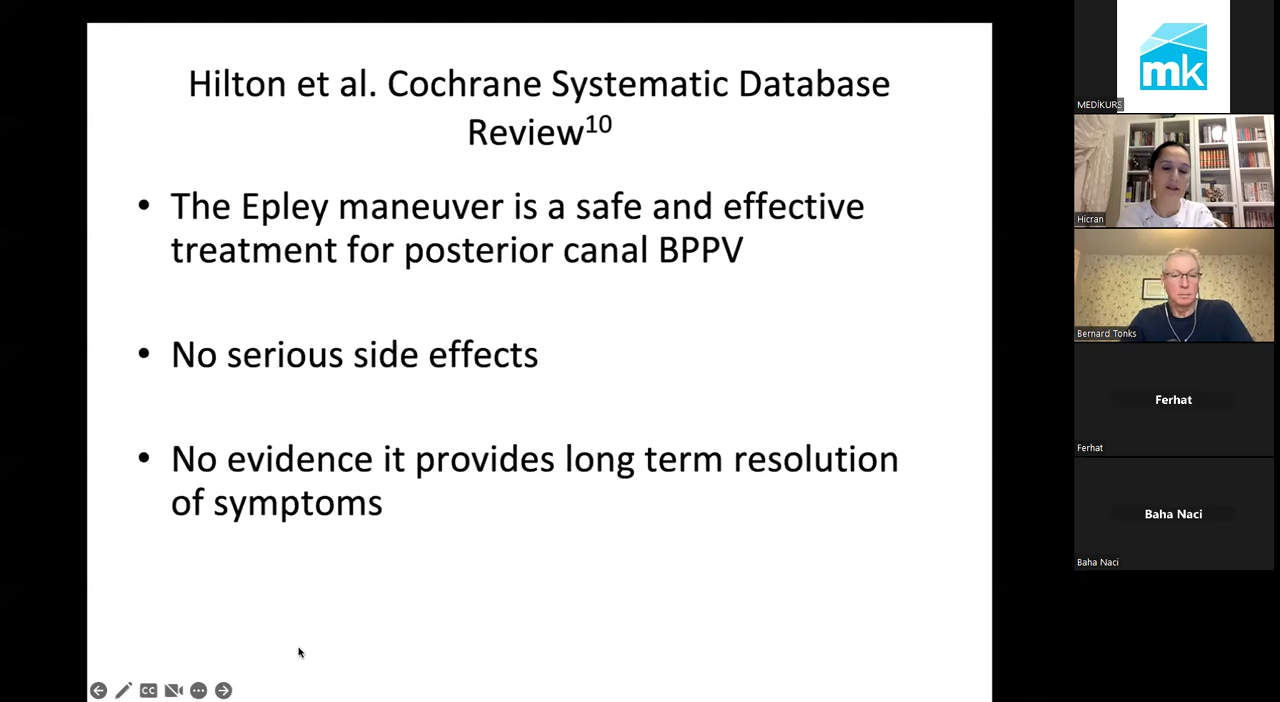 Hilton et al. Cochrane Systematic Database
Review10
• The Epley maneuver is a safe and effective
treatment for posterior canal BPPV
• No serious side effects
• No evidence it provides long term resolution
of symptoms
CC
mk
MEDİKURS
Hicran
Bernard Tonks
Ferhat
Ferhat
Baha Naci
Baha Naci